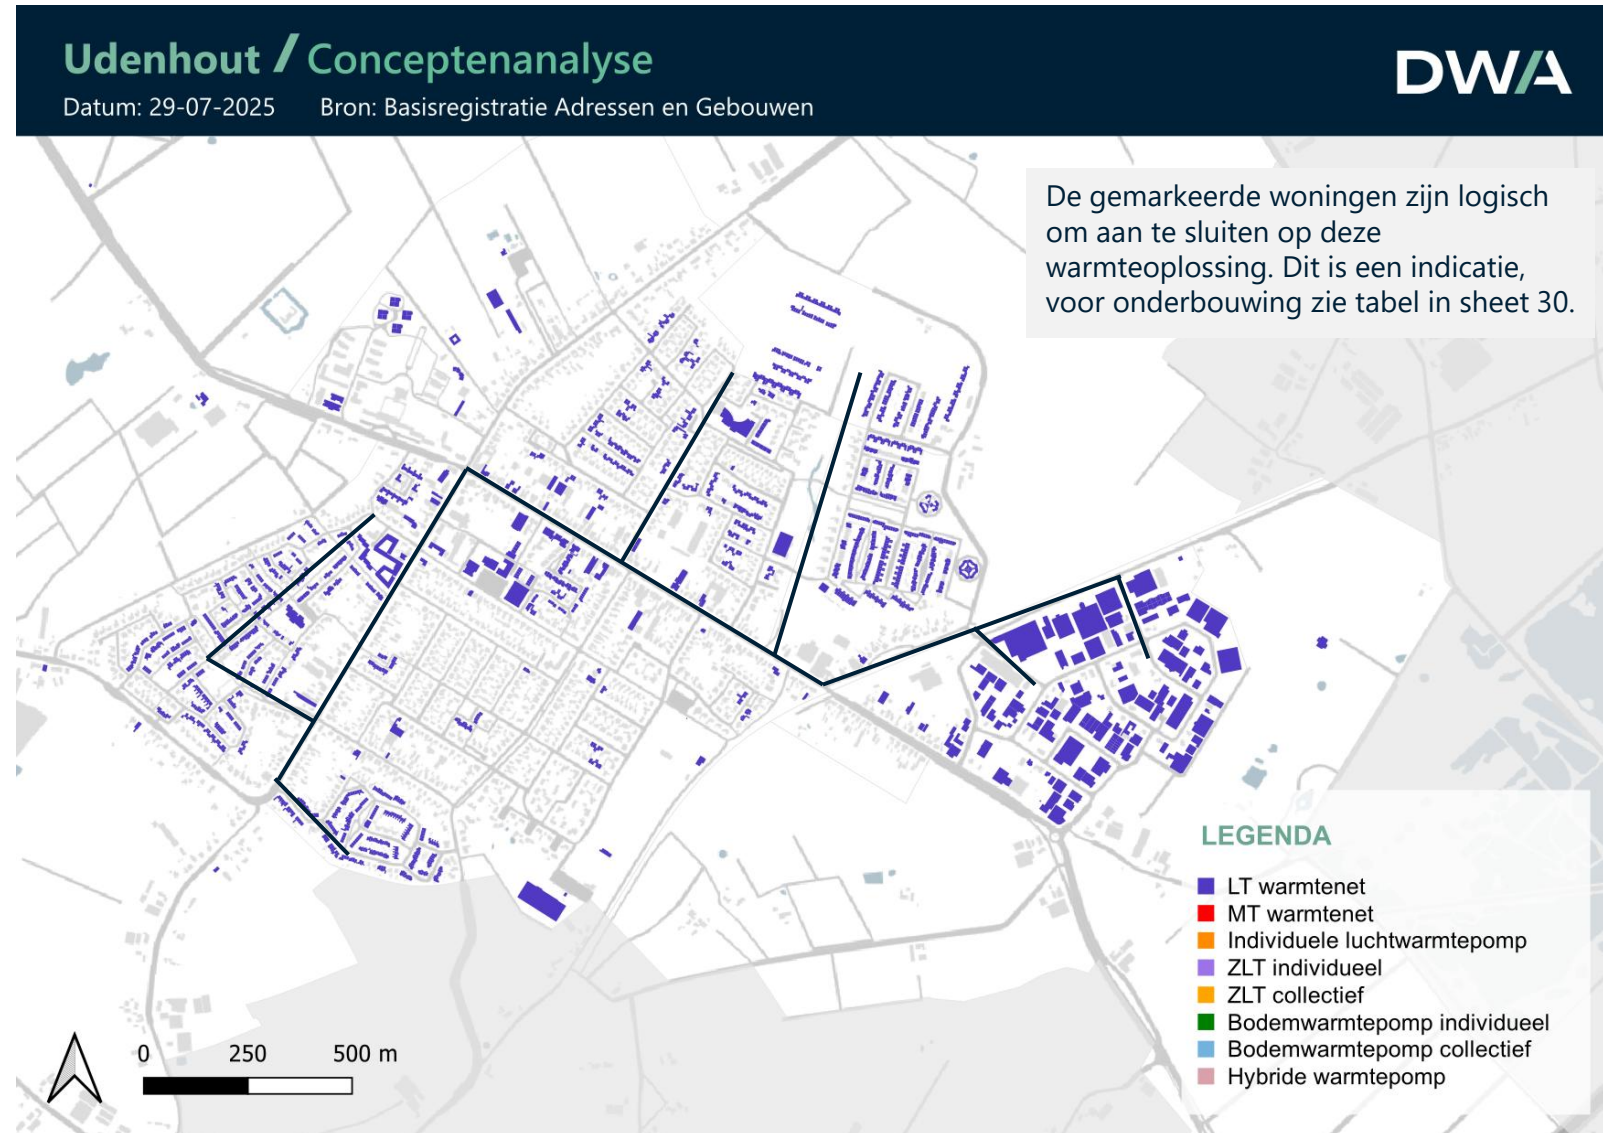 Udenhout / Conceptenanalyse
DWA
Datum: 29-07-2025 Bron: Basisregistratie Adressen en Gebouwen
De gemarkeerde woningen zijn logisch
om aan te sluiten op deze
warmteoplossing. Dit is een indicatie,
voor onderbouwing zie tabel in sheet 30.
LEGENDA
LT warmtenet
MT warmtenet
Individuele luchtwarmtepomp
ZLT individueel
ZLT collectief
Bodemwarmtepomp individueel
Bodemwarmtepomp collectief
Hybride warmtepomp
0 250 500 m